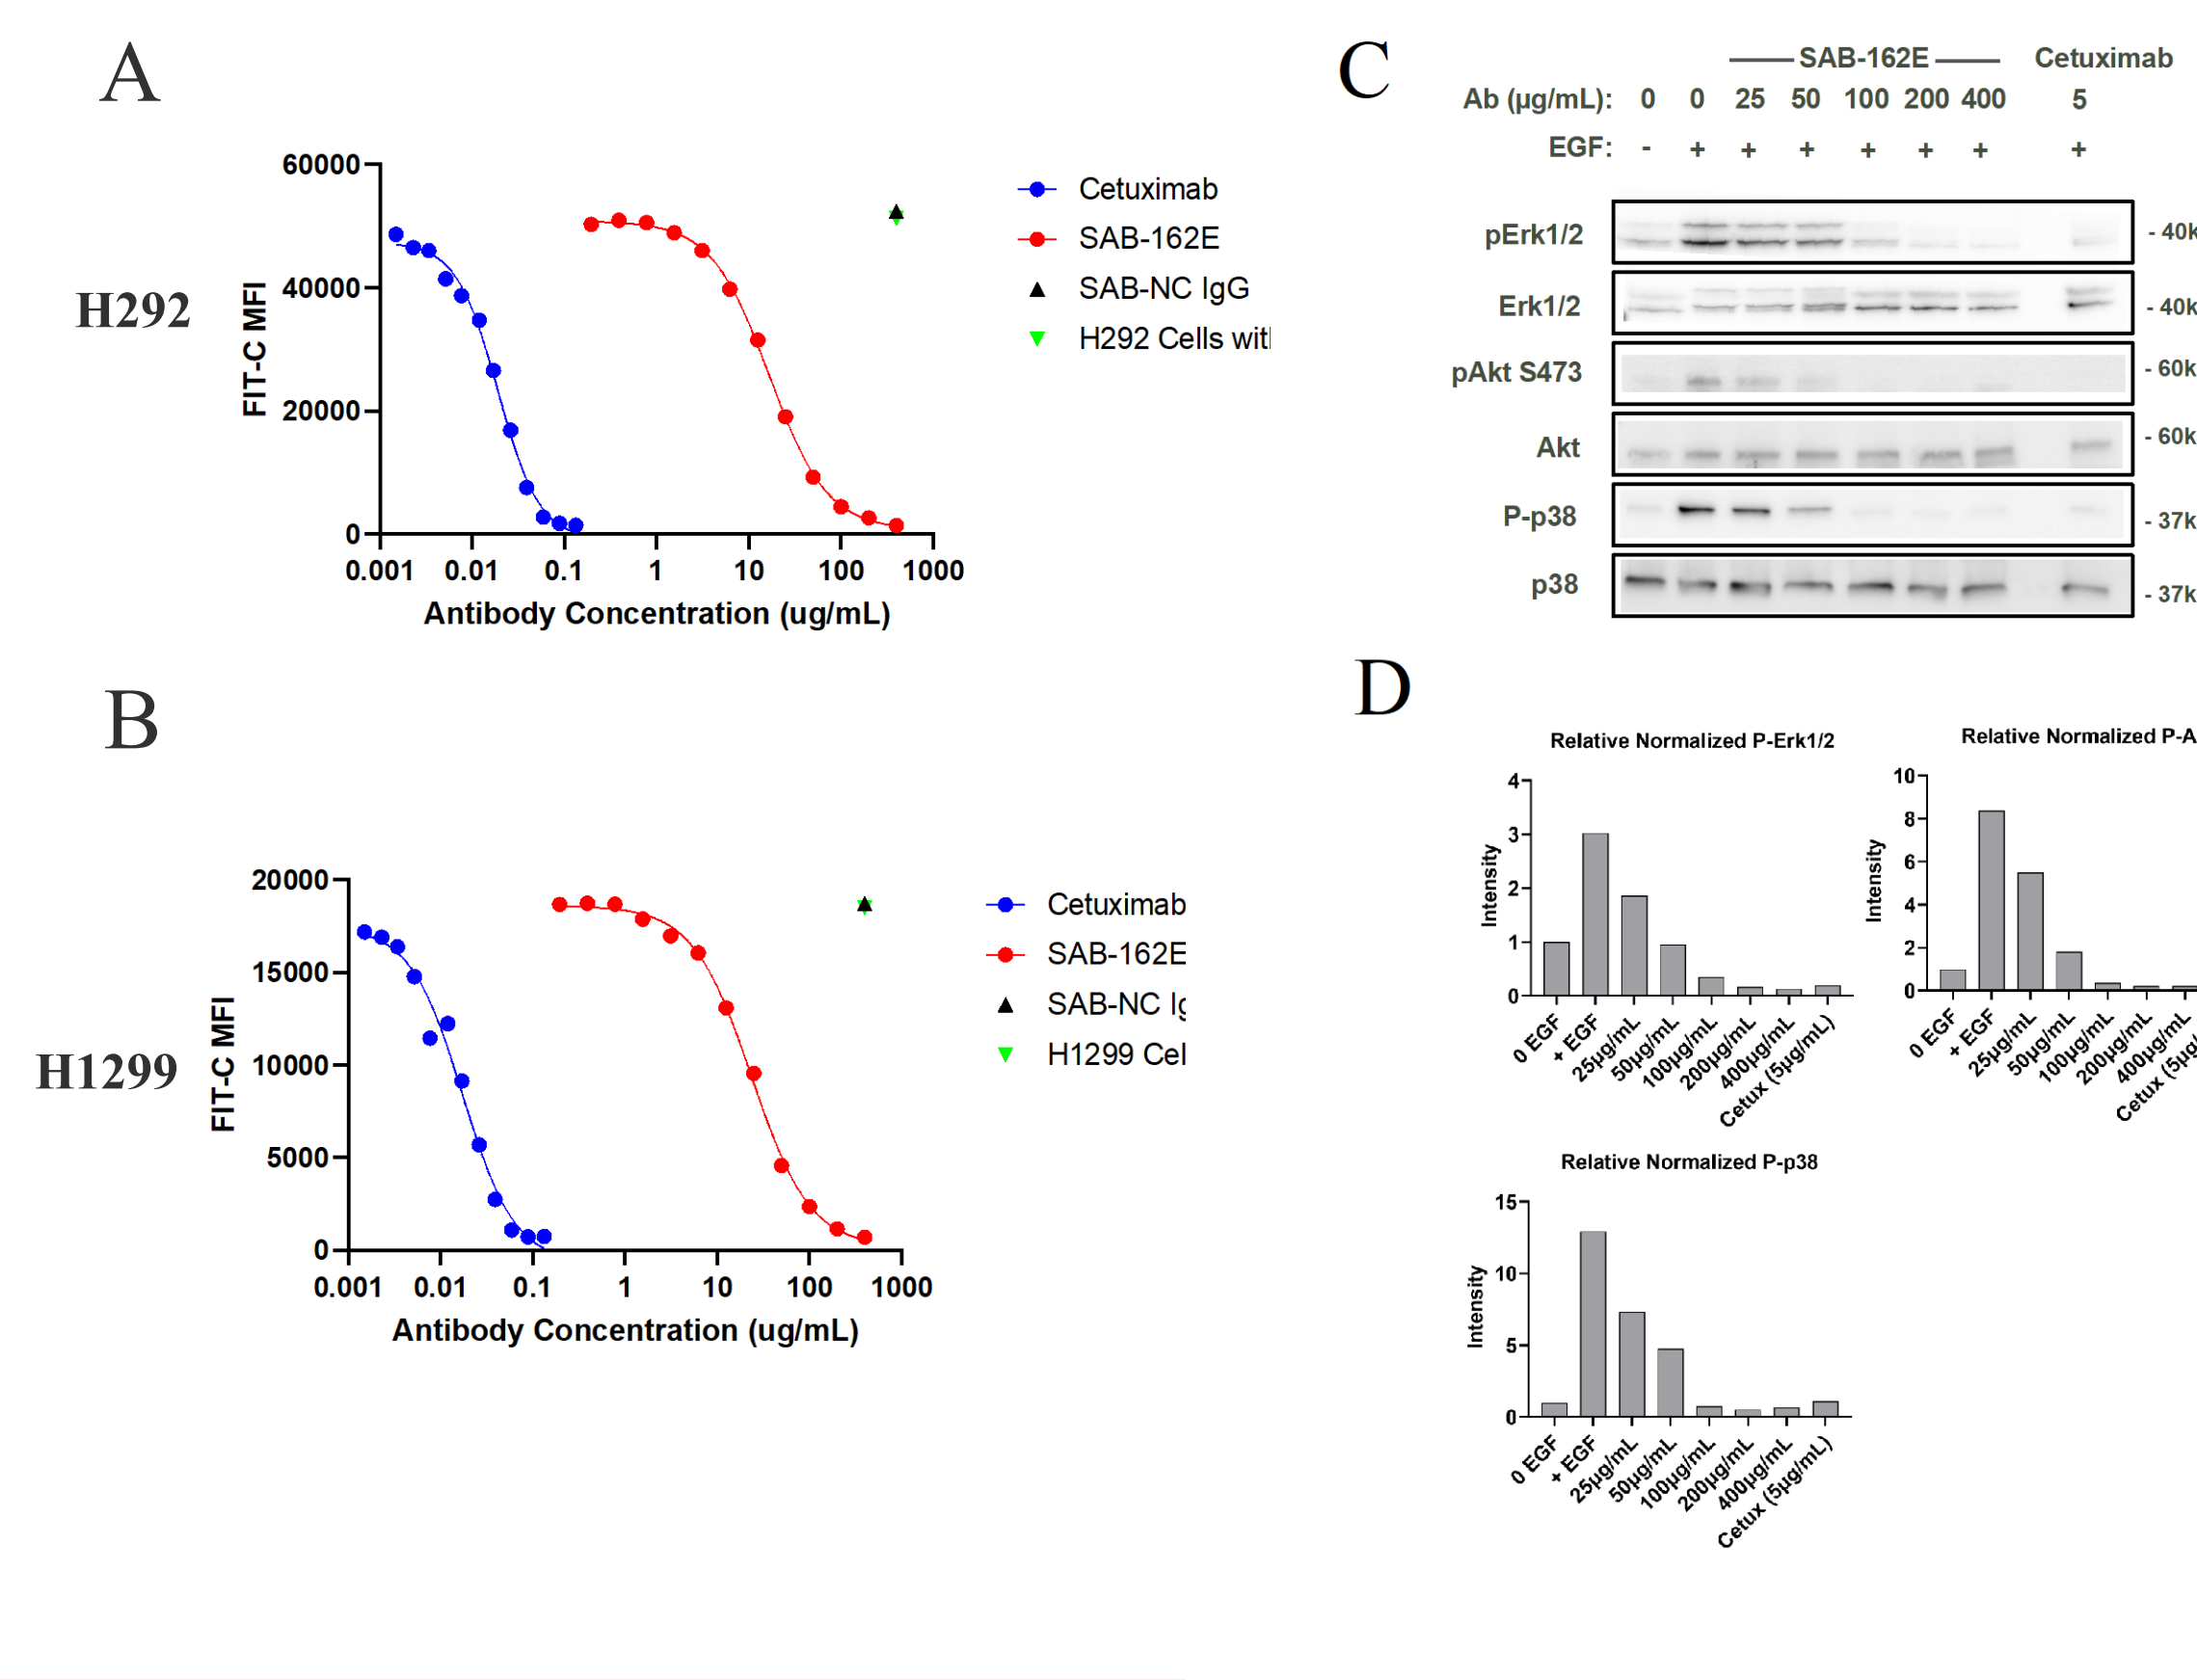 A
H292
FIT-C MFI
60000
40000
20000
0
0.001 0.01 0.1 1 10 100 1000
Antibody Concentration (ug/mL)
Cetuximab
SAB-162E
SAB-NC IgG
H292 Cells wit
B
H1299
FIT-C MFI
20000
15000
10000
5000
0
0.001 0.01 0.1 1 10 100 1000
Antibody Concentration (ug/mL)
Cetuximab
SAB-162E
SAB-NC Ig
H1299 Cel
C
SAB-162E Cetuximab
Ab (µg/mL): 0 0 25 50 100 200 400 5
EGF: - + + + + + + +
pErk1/2 - 40k
Erk1/2 - 40k
pAkt S473 - 60k
Akt - 60k
P-p38 - 37k
p38 - 37k
D
Relative Normalized P-Erk1/2
Intensity
4
3
2
1
0
0 EGF
+ EGF
25µg/mL
50µg/mL
100µg/mL
200µg/mL
400µg/mL
Cetux (5µg/mL)
Relative Normalized P-A
Intensity
10
8
6
4
2
0
0 EGF
+ EGF
25µg/mL
50µg/mL
100µg/mL
200µg/mL
400µg/mL
Cetux (5µg/
Relative Normalized P-p38
Intensity
15
10
5
0
0 EGF
+ EGF
25µg/mL
50µg/mL
100µg/mL
200µg/mL
400µg/mL
Cetux (5µg/mL)